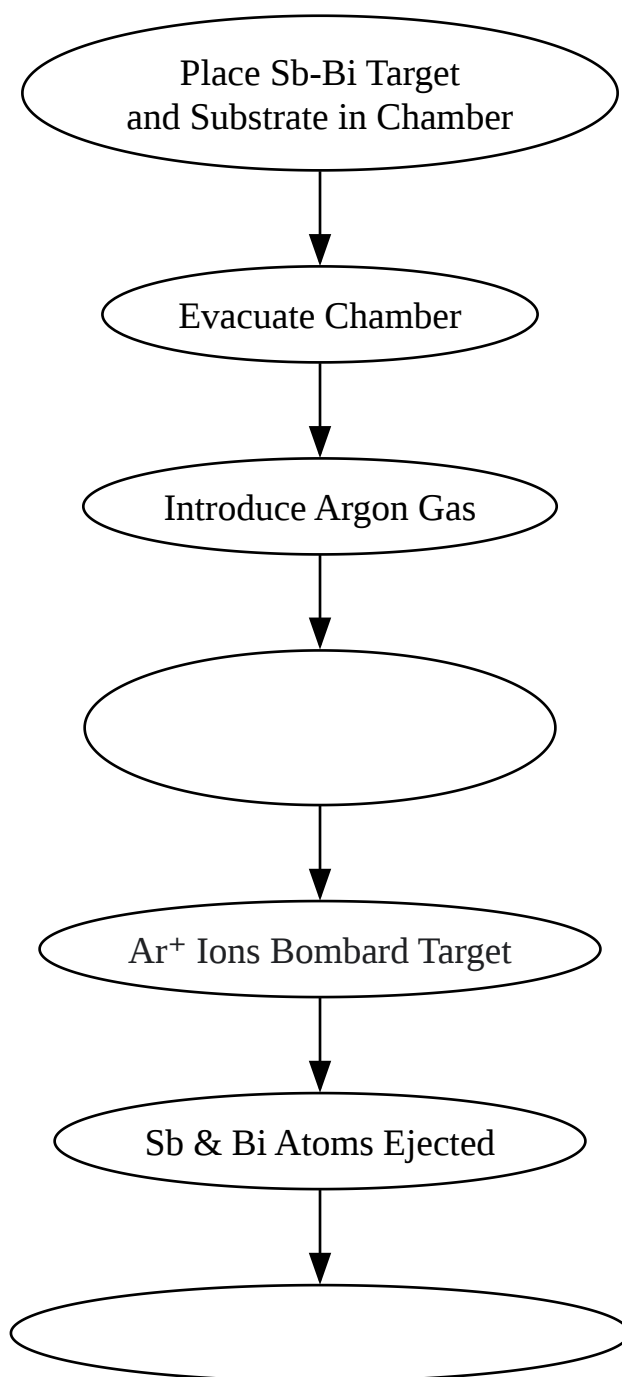 Place Sb-Bi Target
and Substrate in Chamber
Evacuate Chamber
Introduce Argon Gas
Ar⁺ Ions Bombard Target
Sb & Bi Atoms Ejected